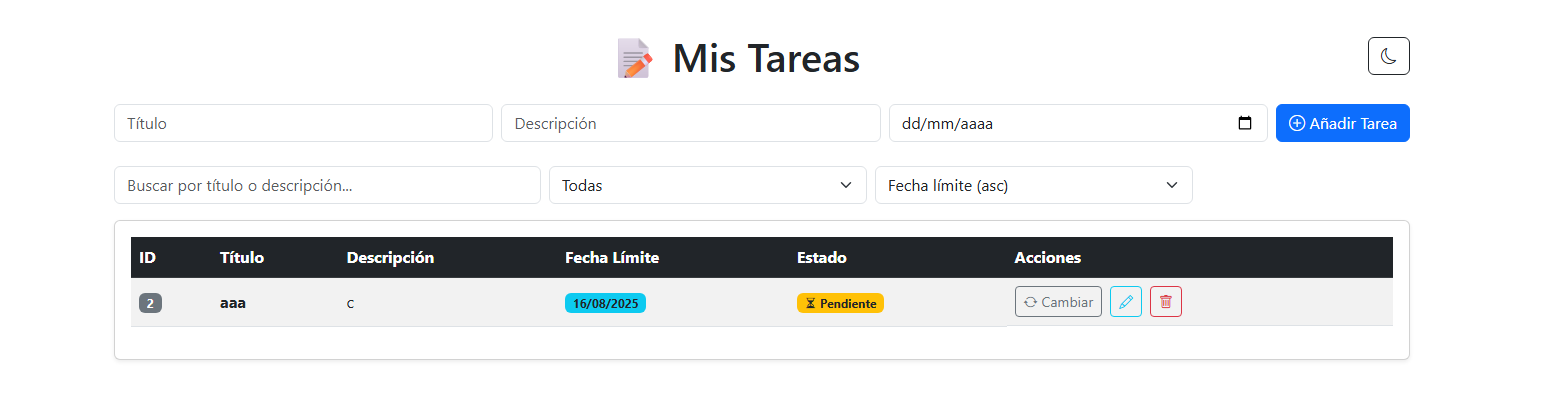 Mis Tareas
Título Descripción dd/mm/aaaa Añadir Tarea
Buscar por título o descripción... Todas Fecha límite (asc)
ID Título Descripción Fecha Límite Estado Acciones
2 aaa c 16/08/2025 Pendiente Cambiar